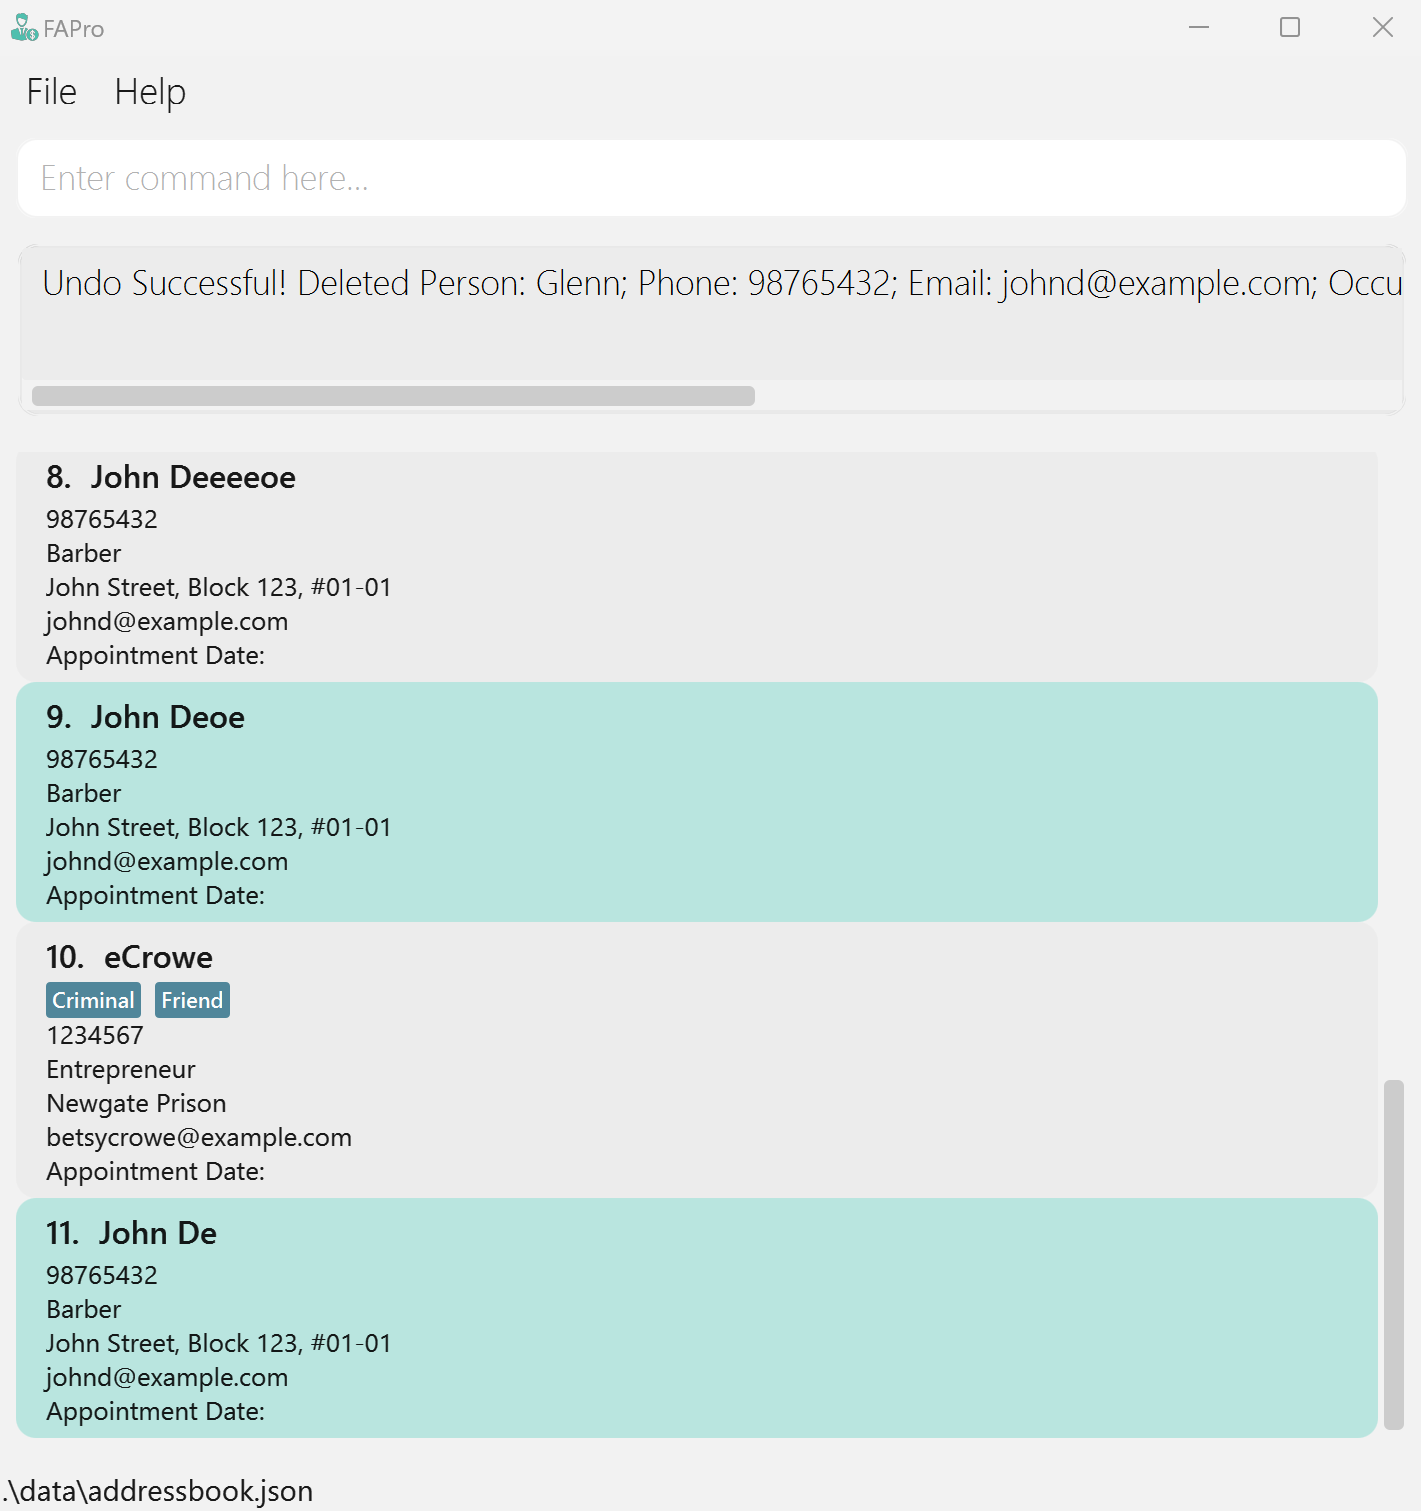 FAPro
File Help
Enter command here...
Undo Successful! Deleted Person: Glenn; Phone: 98765432; Email: johnd@example.com; Occu
8. John Deeeeoe
98765432
Barber
John Street, Block 123, #01-01
johnd@example.com
Appointment Date:
9. John Deoe
98765432
Barber
John Street, Block 123, #01-01
johnd@example.com
Appointment Date:
10. eCrowe
Criminal Friend
1234567
Entrepreneur
Newgate Prison
betsycrowe@example.com
Appointment Date:
11. John De
98765432
Barber
John Street, Block 123, #01-01
johnd@example.com
Appointment Date:
.\data\addressbook.json